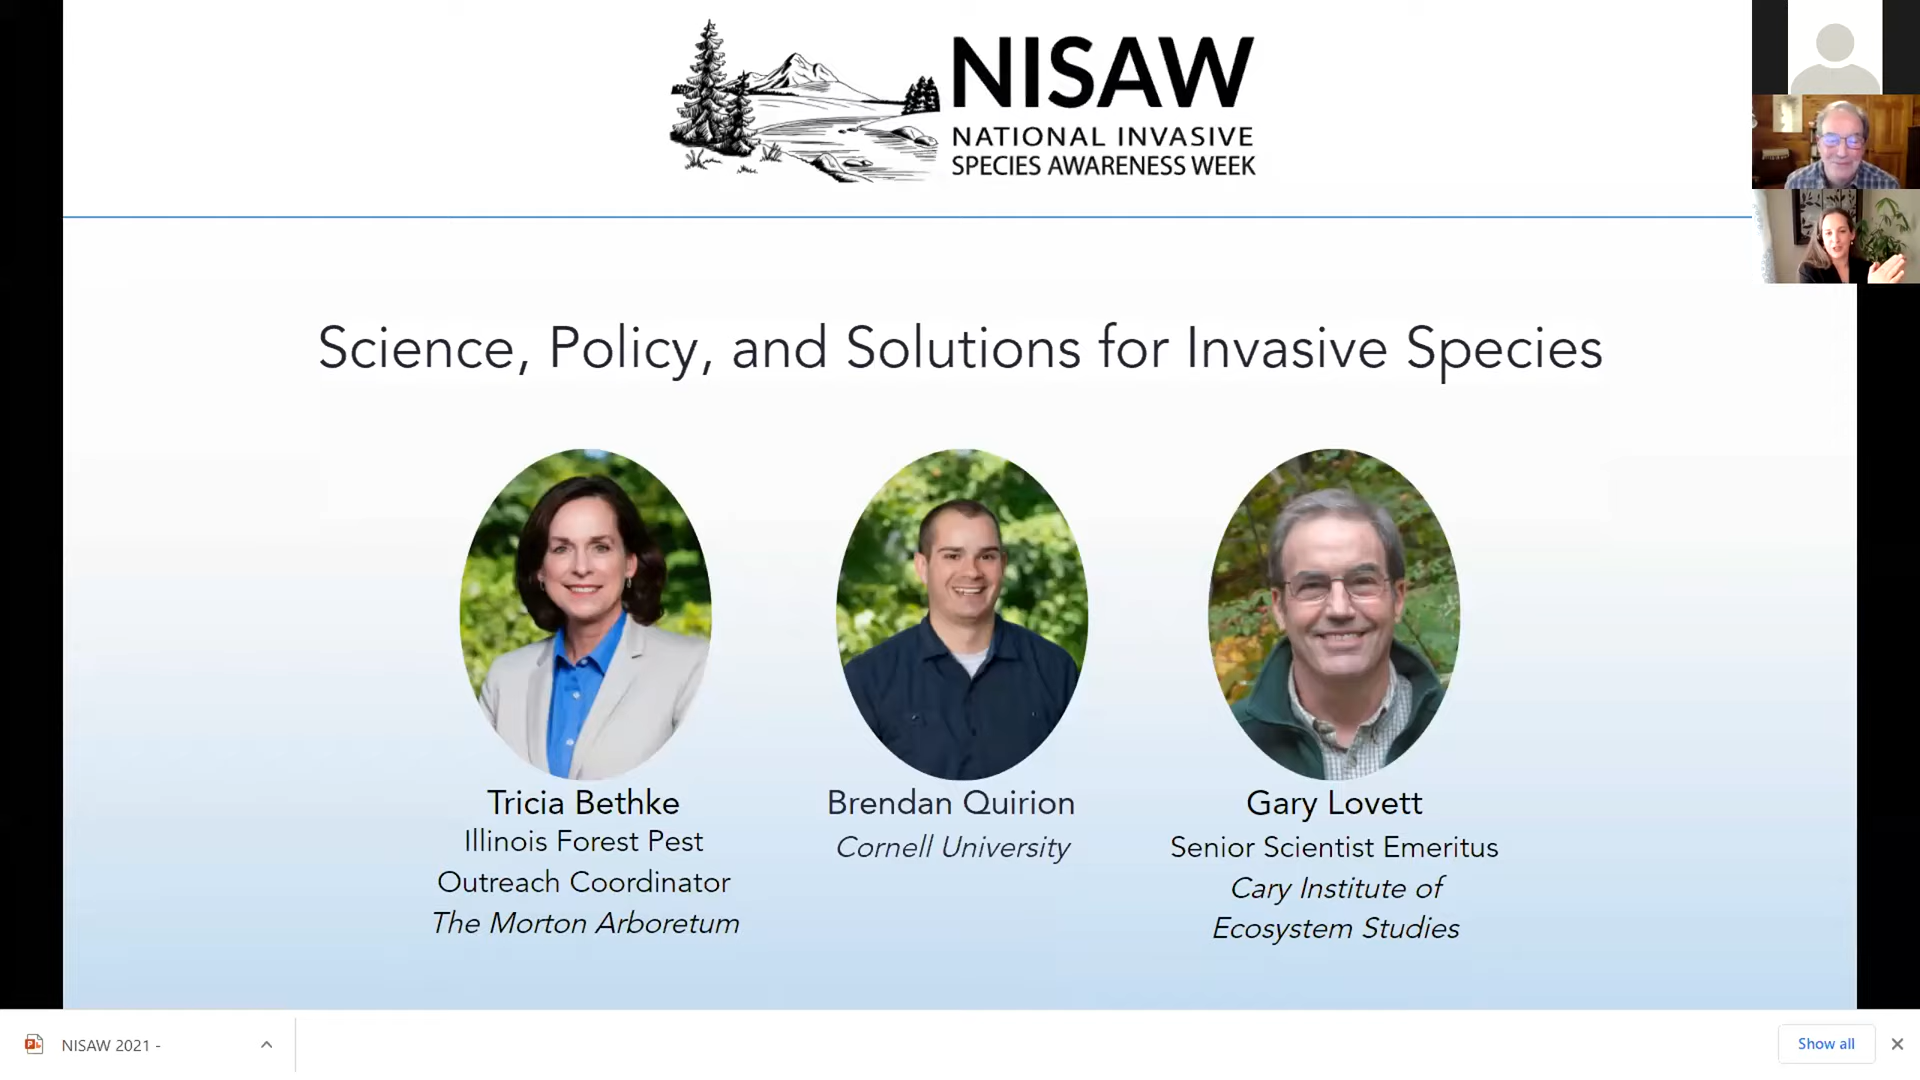 NISAW
NATIONAL INVASIVE
SPECIES AWARENESS WEEK
Science, Policy, and Solutions for Invasive Species
Tricia Bethke
Illinois Forest Pest
Outreach Coordinator
The Morton Arboretum
Brendan Quirion
Cornell University
Gary Lovett
Senior Scientist Emeritus
Cary Institute of
Ecosystem Studies
NISAW 2021 -
Show all